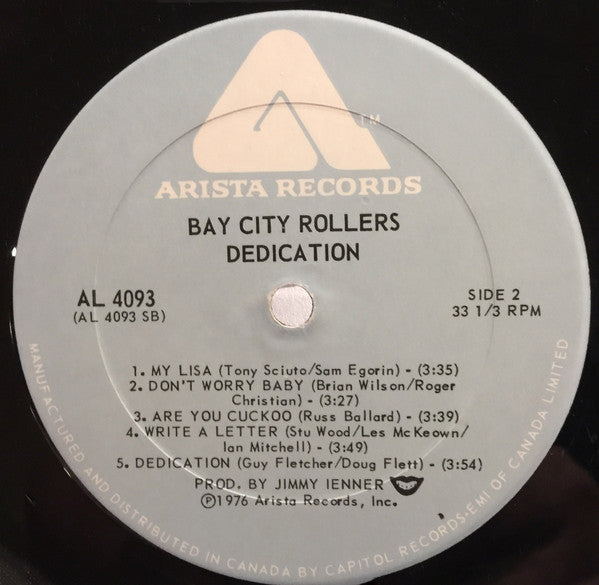 TM
ARISTA RECORDS
BAY CITY ROLLERS
DEDICATION
AL 4093
(AL 4093 SB)
SIDE 2
33 1/3 RPM
1. MY LISA (Tony Sciuto/Sam Egorin) - (3:35)
2. DON'T WORRY BABY (Brian Wilson/Roger
Christian) - (3:27)
3. ARE YOU CUCKOO (Russ Ballard) - (3:39)
4. WRITE A LETTER (Stu Wood/Les McKeown/
Ian Mitchell) - (3:49)
5. DEDICATION (Guy Fletcher/Doug Flett) - (3:54)
PROD. BY JIMMY IENNER
Ⓟ1976 Arista Records, Inc.
MANUFACTURED AND DISTRIBUTED IN CANADA BY CAPITOL RECORDS-EMI OF CANADA LIMITED